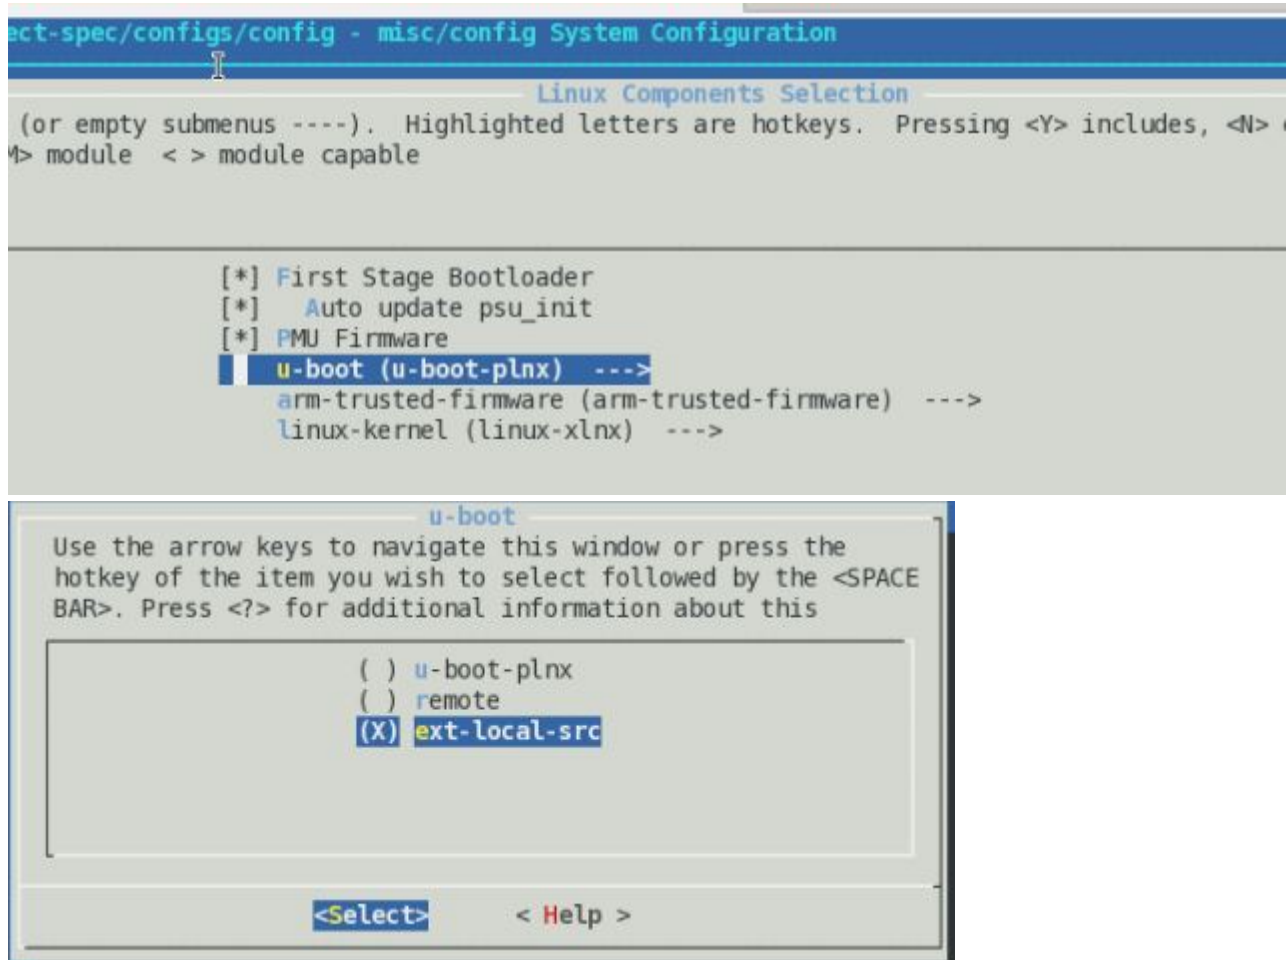 ect-spec/configs/config - misc/config System Configuration
Linux Components Selection
(or empty submenus ----). Highlighted letters are hotkeys. Pressing <Y> includes, <N>
M> module < > module capable
[*] First Stage Bootloader
[*] Auto update psu_init
[*] PMU Firmware
u-boot (u-boot-plnx) --->
arm-trusted-firmware (arm-trusted-firmware) --->
linux-kernel (linux-xlnx) --->
u-boot
Use the arrow keys to navigate this window or press the
hotkey of the item you wish to select followed by the <SPACE
BAR>. Press <?> for additional information about this
( ) u-boot-plnx
( ) remote
(X) ext-local-src
<Select> < Help >